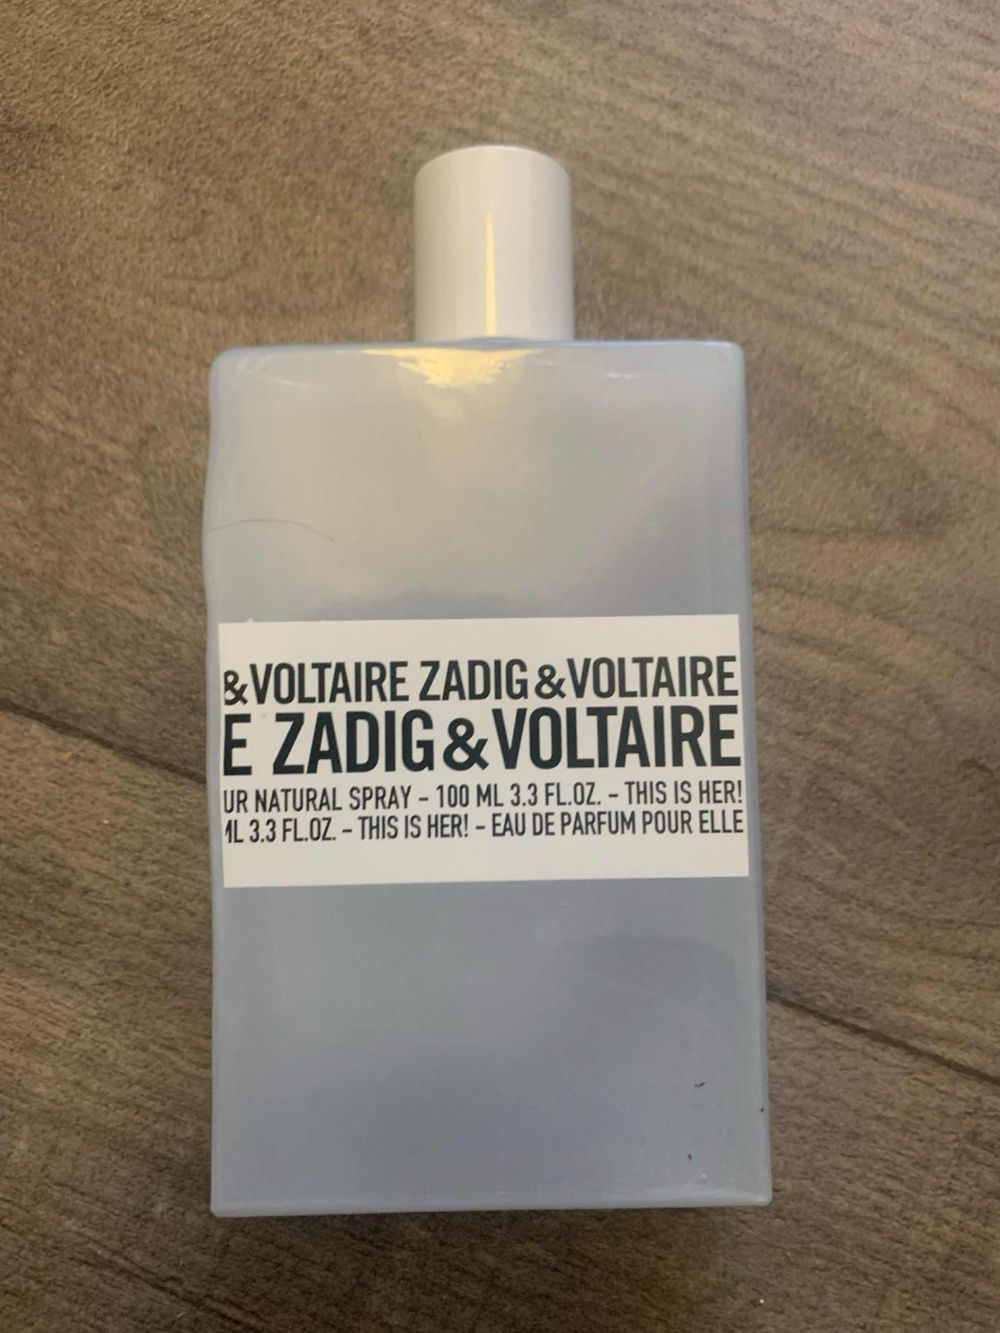 &VOLTAIRE ZADIG&VOLTAIRE
E ZADIG&VOLTAIRE
UR NATURAL SPRAY - 100 ML 3.3 FL.OZ. - THIS IS HER!
ML 3.3 FL.OZ. - THIS IS HER! - EAU DE PARFUM POUR ELLE